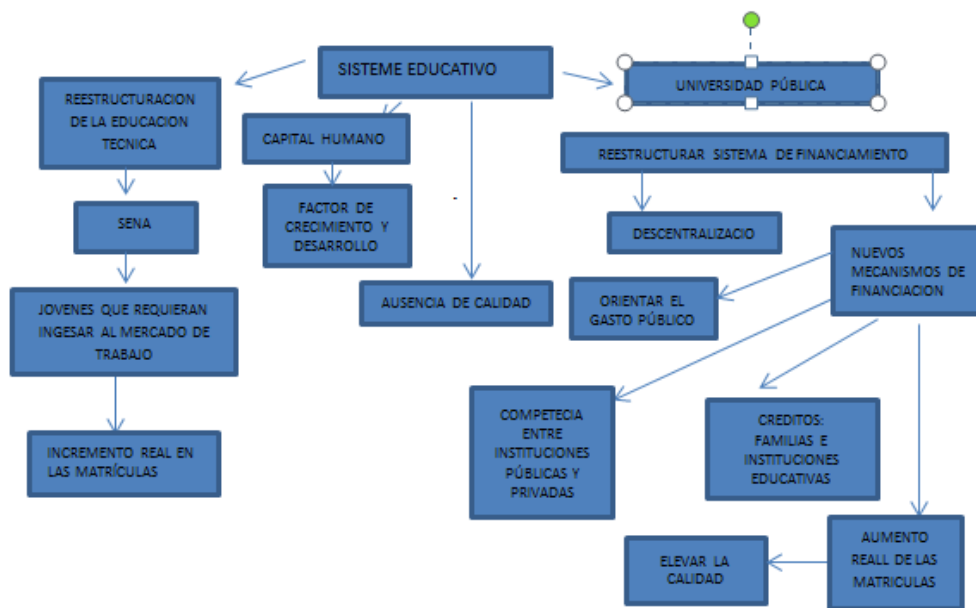 SISTEME EDUCATIVO
UNIVERSIDAD PÚBLICA
REESTRUCTURACION
DE LA EDUCACION
TECNICA
CAPITAL HUMANO
REESTRUCTURAR SISTEMA DE FINANCIAMIENTO
SENA
FACTOR DE
CRECIMIENTO Y
DESARROLLO
DESCENTRALIZACIO
NUEVOS
MECANISMOS DE
FINANCIACION
JOVENES QUE REQUIERAN
INGESAR AL MERCADO DE
TRABAJO
AUSENCIA DE CALIDAD
ORIENTAR EL
GASTO PÚBLICO
INCREMENTO REAL EN
LAS MATRÍCULAS
COMPETECIA
ENTRE
INSTITUCIONES
PÚBLICAS Y
PRIVADAS
CREDITOS:
FAMILIAS E
INSTITUCIONES
EDUCATIVAS
ELEVAR LA
CALIDAD
AUMENTO
REALL DE LAS
MATRICULAS